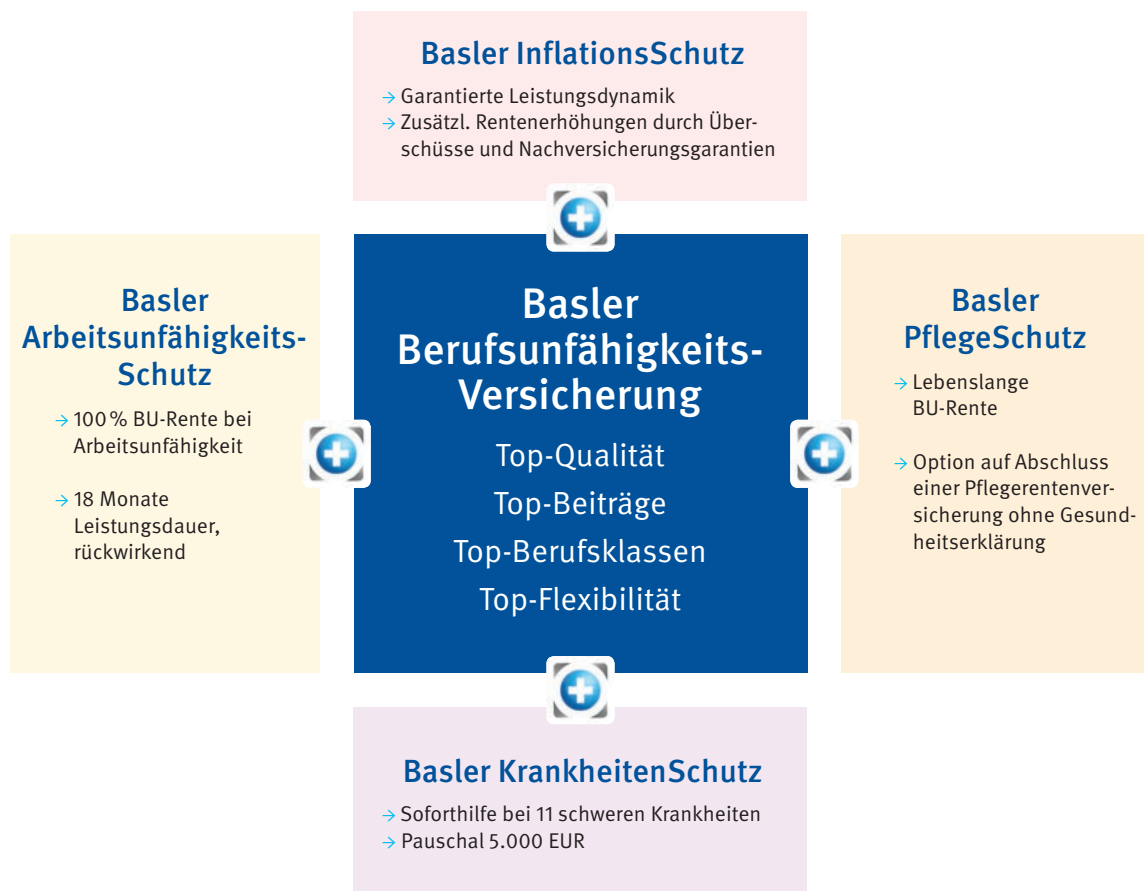 Basler InflationsSchutz
→ Garantierte Leistungsdynamik
→ Zusätzl. Rentenerhöhungen durch Über-
schüsse und Nachversicherungsgarantien
Basler
Arbeitsunfähigkeits-
Schutz
→ 100 % BU-Rente bei
Arbeitsunfähigkeit
→ 18 Monate
Leistungsdauer,
rückwirkend
Basler
Berufsunfähigkeits-
Versicherung
Top-Qualität
Top-Beiträge
Top-Berufsklassen
Top-Flexibilität
Basler
PflegeSchutz
→ Lebenslange
BU-Rente
→ Option auf Abschluss
einer Pflegerentenver-
sicherung ohne Gesund-
heitserklärung
Basler KrankheitenSchutz
→ Soforthilfe bei 11 schweren Krankheiten
→ Pauschal 5.000 EUR